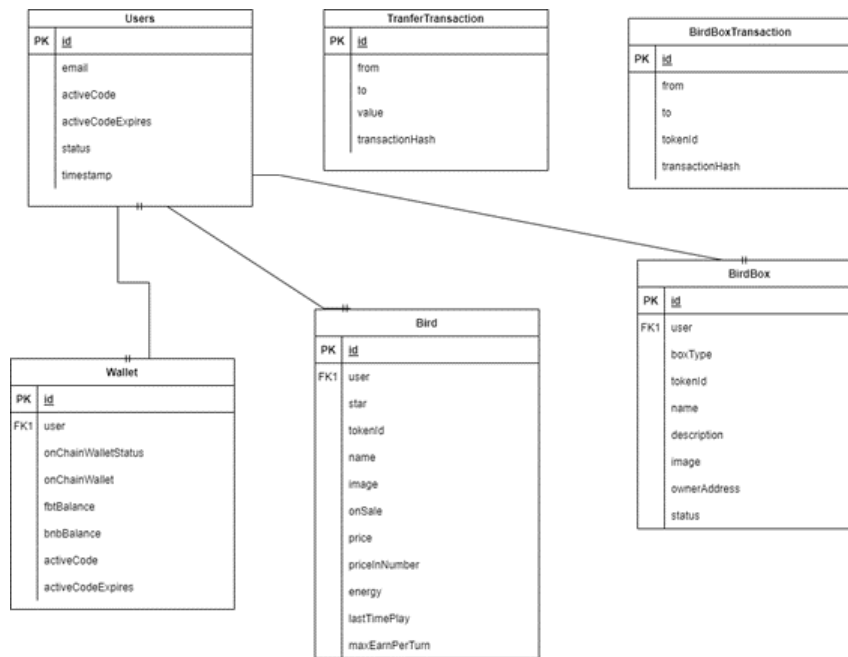 Users
PK id
email
activeCode
activeCodeExpires
status
timestamp
TranferTransaction
PK id
from
to
value
transactionHash
BirdBoxTransaction
PK id
from
to
tokenId
transactionHash
Wallet
PK id
FK1 user
onChainWalletStatus
onChainWallet
fbtBalance
bnbBalance
activeCode
activeCodeExpires
Bird
PK id
FK1 user
star
tokenId
name
image
onSale
price
priceInNumber
energy
lastTimePlay
maxEarnPerTurn
BirdBox
PK id
FK1 user
boxType
tokenId
name
description
image
ownerAddress
status